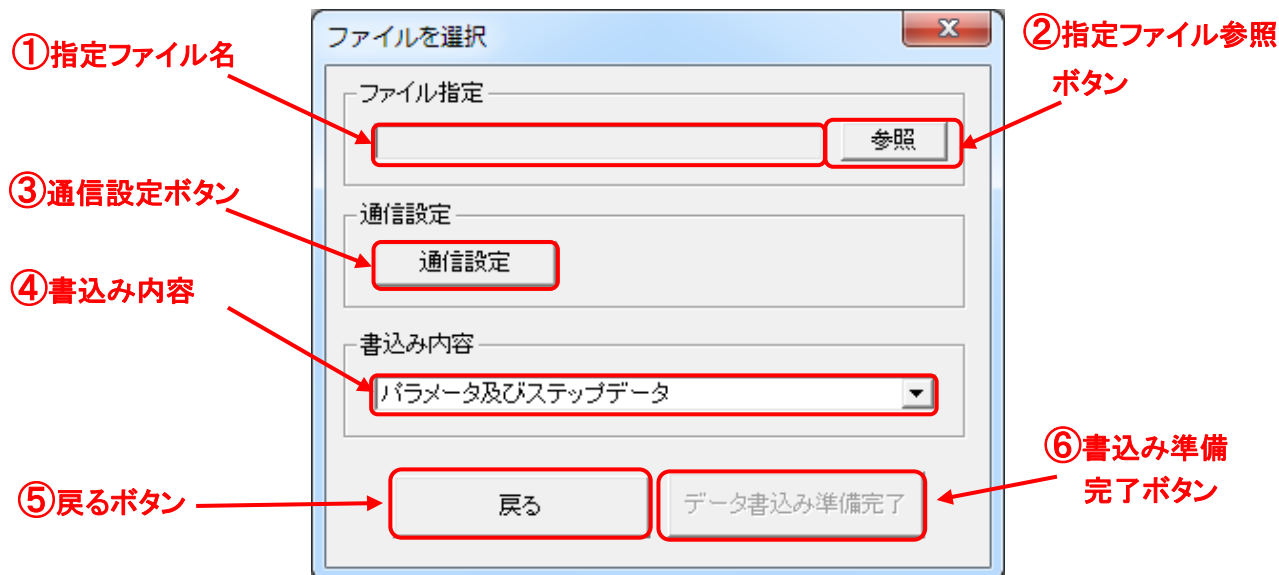 ファイルを選択
①指定ファイル名
②指定ファイル参照
ボタン
ファイル指定
参照
③通信設定ボタン
通信設定
通信設定
④書込み内容
書込み内容
パラメータ及びステップデータ
⑥書込み準備
完了ボタン
⑤戻るボタン
戻る
データ書込み準備完了